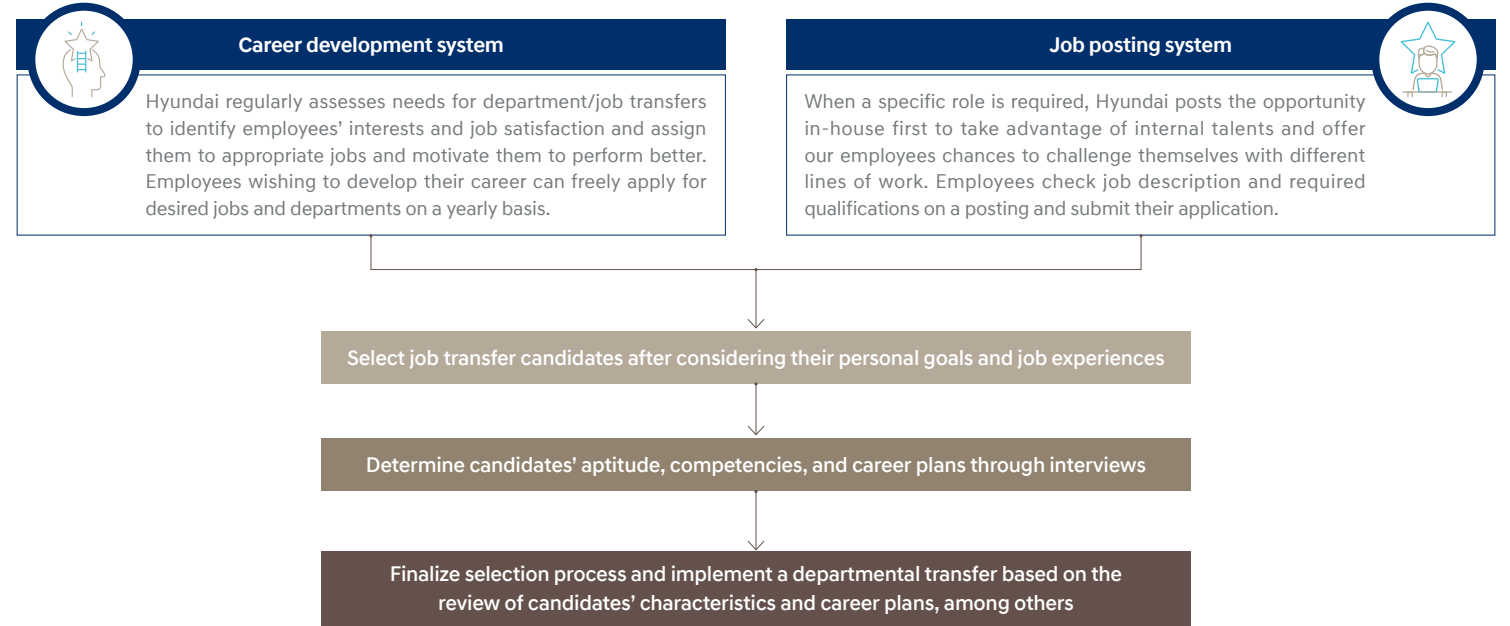 Career development system
Hyundai regularly assesses needs for department/job transfers
to identify employees’ interests and job satisfaction and assign
them to appropriate jobs and motivate them to perform better.
Employees wishing to develop their career can freely apply for
desired jobs and departments on a yearly basis.
Job posting system
When a specific role is required, Hyundai posts the opportunity
in-house first to take advantage of internal talents and offer
our employees chances to challenge themselves with different
lines of work. Employees check job description and required
qualifications on a posting and submit their application.
Select job transfer candidates after considering their personal goals and job experiences
Determine candidates’ aptitude, competencies, and career plans through interviews
Finalize selection process and implement a departmental transfer based on the
review of candidates’ characteristics and career plans, among others